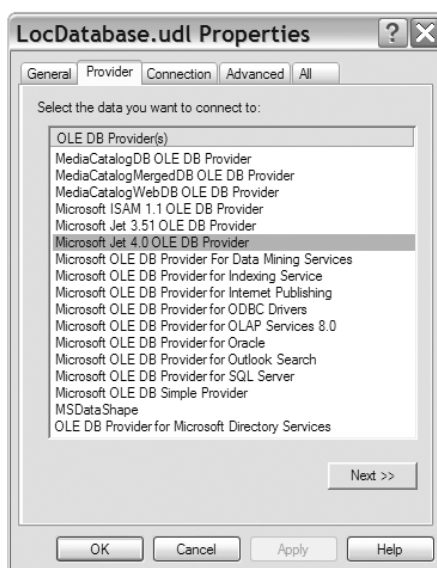 LocDatabase.udl Properties
General Provider Connection Advanced All
Select the data you want to connect to:
OLE DB Provider(s)
MediaCatalogDB OLE DB Provider
MediaCatalogMergedDB OLE DB Provider
MediaCatalogWebDB OLE DB Provider
Microsoft ISAM 1.1 OLE DB Provider
Microsoft Jet 3.51 OLE DB Provider
Microsoft Jet 4.0 OLE DB Provider
Microsoft OLE DB Provider For Data Mining Services
Microsoft OLE DB Provider for Indexing Service
Microsoft OLE DB Provider for Internet Publishing
Microsoft OLE DB Provider for ODBC Drivers
Microsoft OLE DB Provider for OLAP Services 8.0
Microsoft OLE DB Provider for Oracle
Microsoft OLE DB Provider for Outlook Search
Microsoft OLE DB Provider for SQL Server
Microsoft OLE DB Simple Provider
MSDataShape
OLE DB Provider for Microsoft Directory Services
Next >>
OK Cancel Apply Help